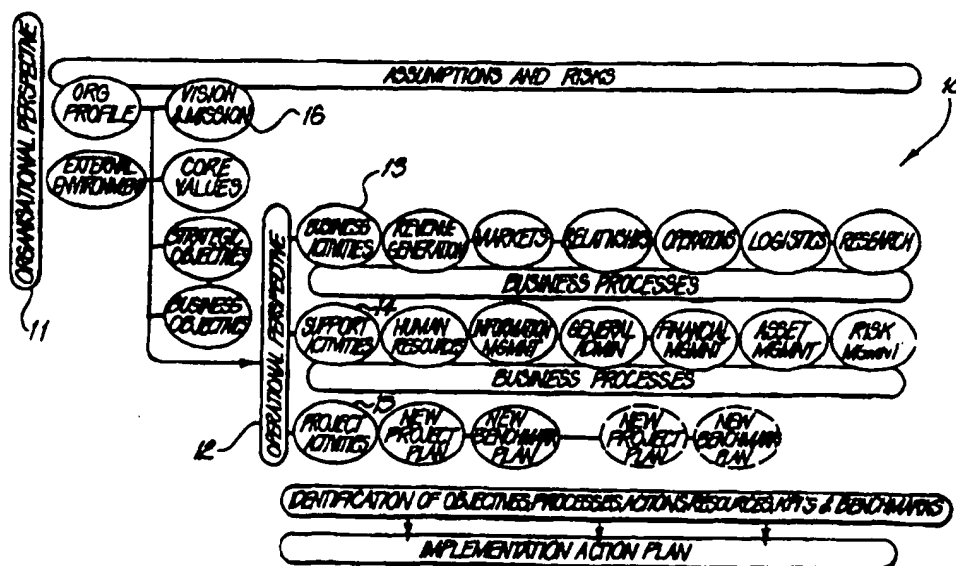 ORGANISATIONAL PERSPECTIVE
ASSUMPTIONS AND RISKS
ORG
PROFILE
VISION
& MISSION
16
10
EXTERNAL
ENVIRONMENT
CORE
VALUES
STRATEGIC
OBJECTIVES
BUSINESS
OBJECTIVES
11
OPERATIONAL PERSPECTIVE
12
13
BUSINESS
ACTIVITIES
REVENUE
GENERATION
MARKETS
RELATIONSHIPS
OPERATIONS
LOGISTICS
RESEARCH
BUSINESS PROCESSES
14
SUPPORT
ACTIVITIES
HUMAN
RESOURCES
INFORMATION
MGMNT
GENERAL
ADMIN
FINANCIAL
MGMNT
ASSET
MGMNT
RISK
MGMNT
BUSINESS PROCESSES
15
PROJECT
ACTIVITIES
NEW
PROJECT
PLAN
NEW
BENCHMARK
PLAN
NEW
PROJECT
PLAN
NEW
BENCHMARK
PLAN
IDENTIFICATION OF OBJECTIVES,PROCESSES,ACTIONS,RESOURCES,KPI'S & BENCHMARKS
IMPLEMENTATION ACTION PLAN